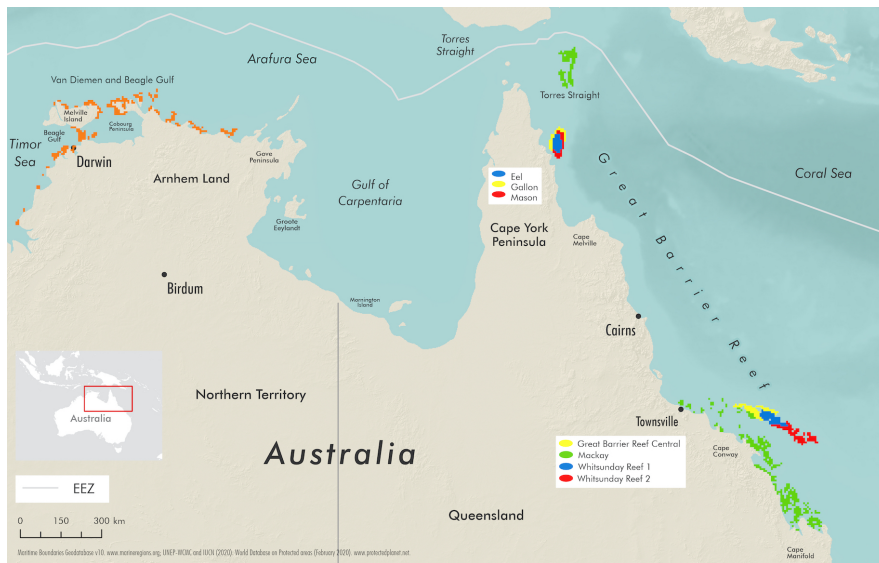 Torres
Straight
Arafura Sea
Van Diemen and Beagle Gulf
Torres Straight
Melville
Island
Cobourg
Peninsula
Beagle
Gulf
Timor
Sea
Darwin
Gove
Peninsula
Arnhem Land
Gulf of
Carpentaria
Eel
Gallon
Mason
Coral Sea
Great Barrier Reef
Groote
Eeylandt
Cape York
Peninsula
Cape
Melville
Birdum
Mornington
Island
Cairns
Northern Territory
Australia
Townsville
Australia
Great Barrier Reef Central
Mackay
Whitsunday Reef 1
Whitsunday Reef 2
Cape
Conway
EEZ
0 150 300 km
Queensland
Cape
Manifold
Maritime Boundaries Geodatabase v10: www.marineregions.org; UNEP-WCMC and IUCN (2020): World Database on Protected areas (February 2020). www.protectedplanet.net.